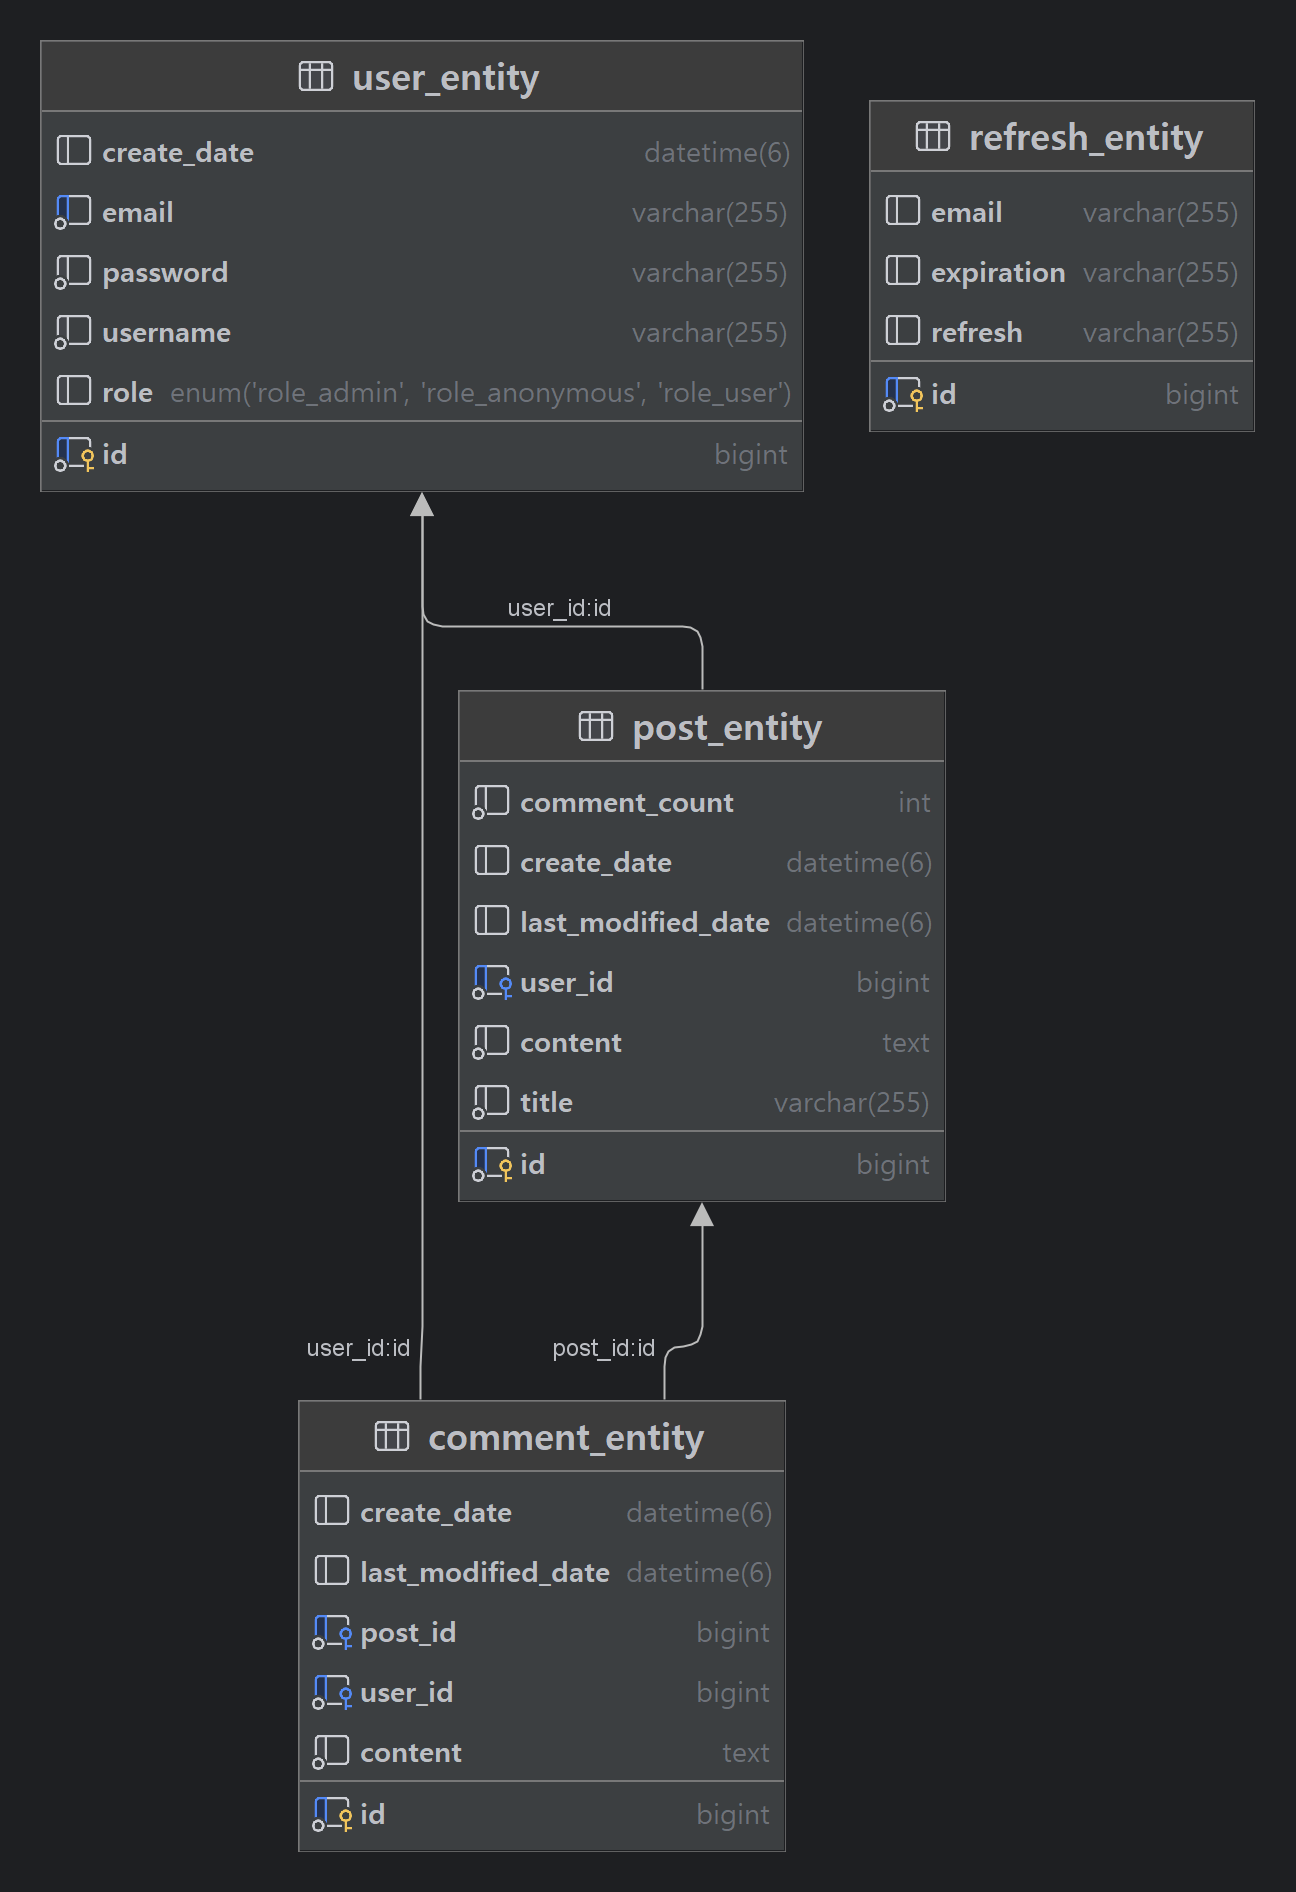 user_entity
create_date datetime(6)
email varchar(255)
password varchar(255)
username varchar(255)
role enum('role_admin', 'role_anonymous', 'role_user')
id bigint
refresh_entity
email varchar(255)
expiration varchar(255)
refresh varchar(255)
id bigint
user_id:id
post_entity
comment_count int
create_date datetime(6)
last_modified_date datetime(6)
user_id bigint
content text
title varchar(255)
id bigint
user_id:id
post_id:id
comment_entity
create_date datetime(6)
last_modified_date datetime(6)
post_id bigint
user_id bigint
content text
id bigint